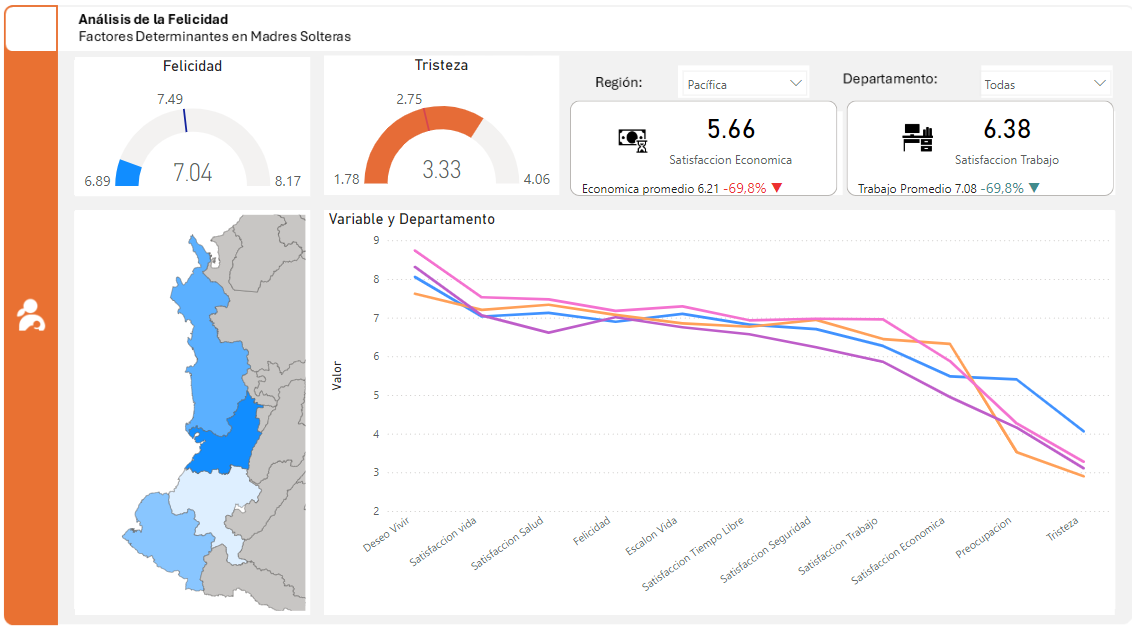 Análisis de la Felicidad
Factores Determinantes en Madres Solteras
Felicidad
7.49
6.89
7.04
8.17
Tristeza
2.75
1.78
3.33
4.06
Región:
Pacífica
Departamento:
Todas
5.66
Satisfaccion Economica
Economica promedio 6.21 -69,8% ▼
6.38
Satisfaccion Trabajo
Trabajo Promedio 7.08 -69,8% ▼
Variable y Departamento
Valor
9
8
7
6
5
4
3
2
Deseo Vivir
Satisfaccion vida
Satisfaccion Salud
Felicidad
Escalon Vida
Satisfaccion Tiempo Libre
Satisfaccion Seguridad
Satisfaccion Trabajo
Satisfaccion Economica
Preocupacion
Tristeza